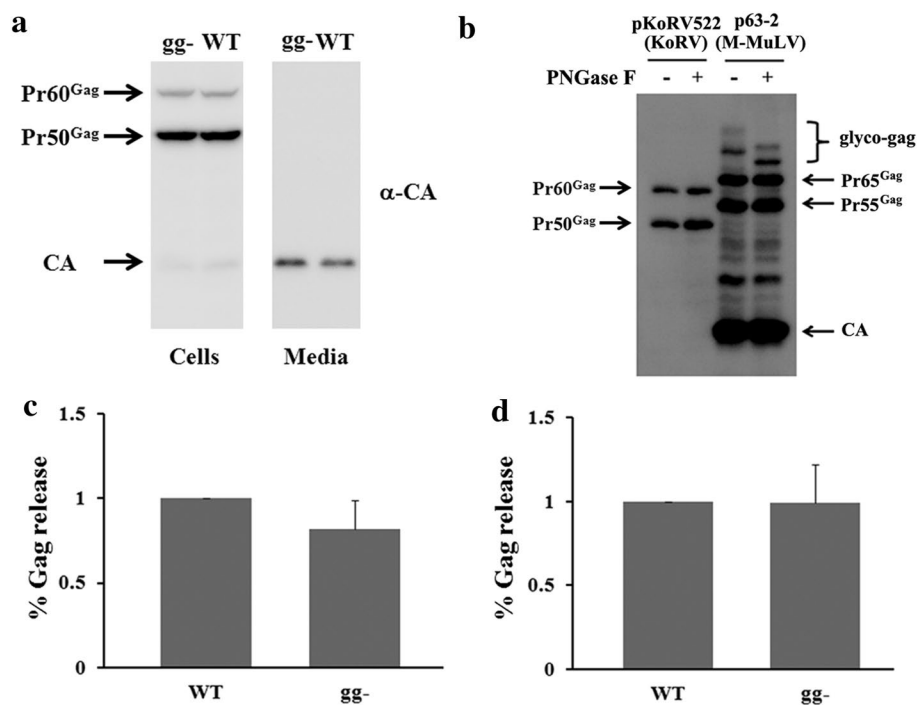 a
gg- WT
gg- WT
Pr60Gag
Pr50Gag
CA
α-CA
Cells
Media
b
pKoRV522
(KoRV)
p63-2
(M-MuLV)
PNGase F
- + - +
glyco-gag
Pr60Gag
Pr50Gag
Pr65Gag
Pr55Gag
CA
c
% Gag release
1.5
1
0.5
0
WT
gg-
d
% Gag release
1.5
1
0.5
0
WT
gg-